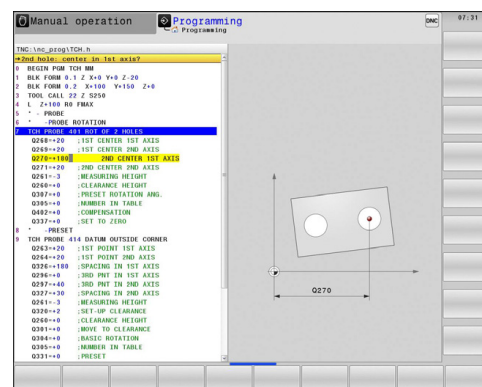 Manual operation
Programming
Programming
DNC
07:31
TNC:\nc_prog\TCH.h
→2nd hole: center in 1st axis?
0 BEGIN PGM TCH MM
1 BLK FORM 0.1 Z X+0 Y+0 Z-20
2 BLK FORM 0.2 X+100 Y+150 Z+0
3 TOOL CALL 22 Z S250
4 L Z+100 R0 FMAX
5 * - PROBE
6 * -PROBE ROTATION
7 TCH PROBE 401 ROT OF 2 HOLES
Q268=+20 ;1ST CENTER 1ST AXIS
Q269=+20 ;1ST CENTER 2ND AXIS
Q270=+180 2ND CENTER 1ST AXIS
Q271=+20 ;2ND CENTER 2ND AXIS
Q261=-3 ;MEASURING HEIGHT
Q260=+0 ;CLEARANCE HEIGHT
Q307=+0 ;PRESET ROTATION ANG.
Q305=+0 ;NUMBER IN TABLE
Q402=+0 ;COMPENSATION
Q337=+0 ;SET TO ZERO
8 * -PRESET
9 TCH PROBE 414 DATUM OUTSIDE CORNER
Q263=+20 ;1ST POINT 1ST AXIS
Q264=+20 ;1ST POINT 2ND AXIS
Q326=+180 ;SPACING IN 1ST AXIS
Q296=+0 ;3RD PNT IN 1ST AXIS
Q297=+40 ;3RD PNT IN 2ND AXIS
Q327=+30 ;SPACING IN 2ND AXIS
Q261=-3 ;MEASURING HEIGHT
Q320=+2 ;SET-UP CLEARANCE
Q260=+0 ;CLEARANCE HEIGHT
Q301=+0 ;MOVE TO CLEARANCE
Q304=+0 ;BASIC ROTATION
Q305=+0 ;NUMBER IN TABLE
Q331=+0 ;PRESET
Q270